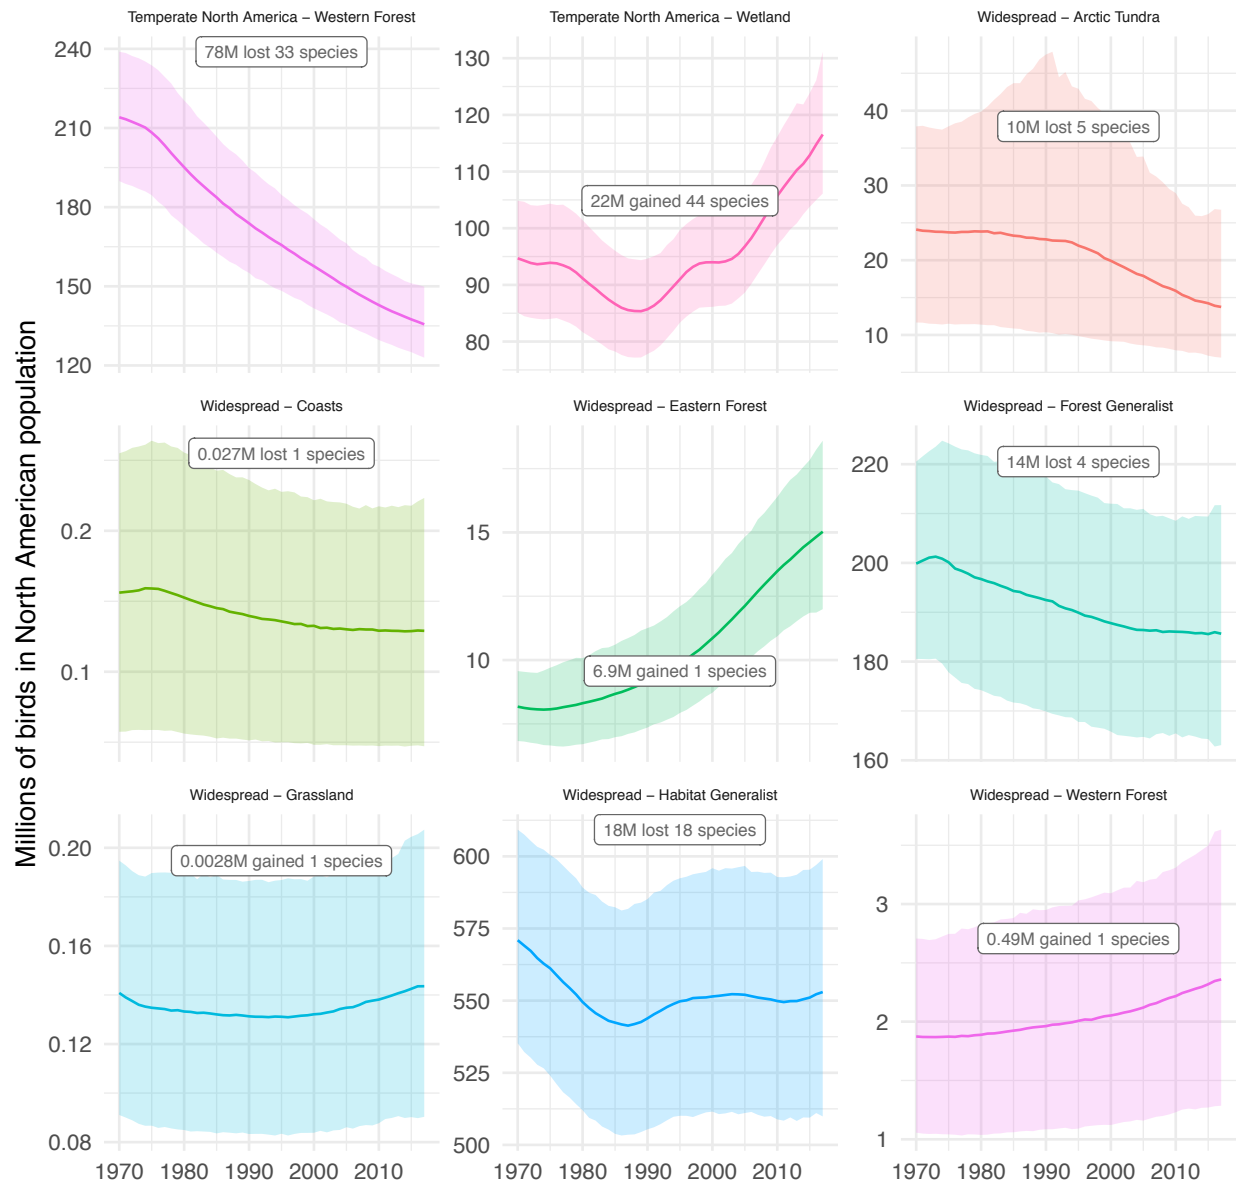 Temperate North America – Western Forest
Temperate North America – Wetland
Widespread – Arctic Tundra
78M lost 33 species
22M gained 44 species
10M lost 5 species
240
210
180
150
120
130
120
110
100
90
80
40
30
20
10
Millions of birds in North American population
Widespread – Coasts
Widespread – Eastern Forest
Widespread – Forest Generalist
0.027M lost 1 species
6.9M gained 1 species
14M lost 4 species
0.2
0.1
15
10
220
200
180
160
Widespread – Grassland
Widespread – Habitat Generalist
Widespread – Western Forest
0.0028M gained 1 species
18M lost 18 species
0.49M gained 1 species
0.20
0.16
0.12
0.08
600
575
550
525
500
3
2
1
1970 1980 1990 2000 2010
1970 1980 1990 2000 2010
1970 1980 1990 2000 2010